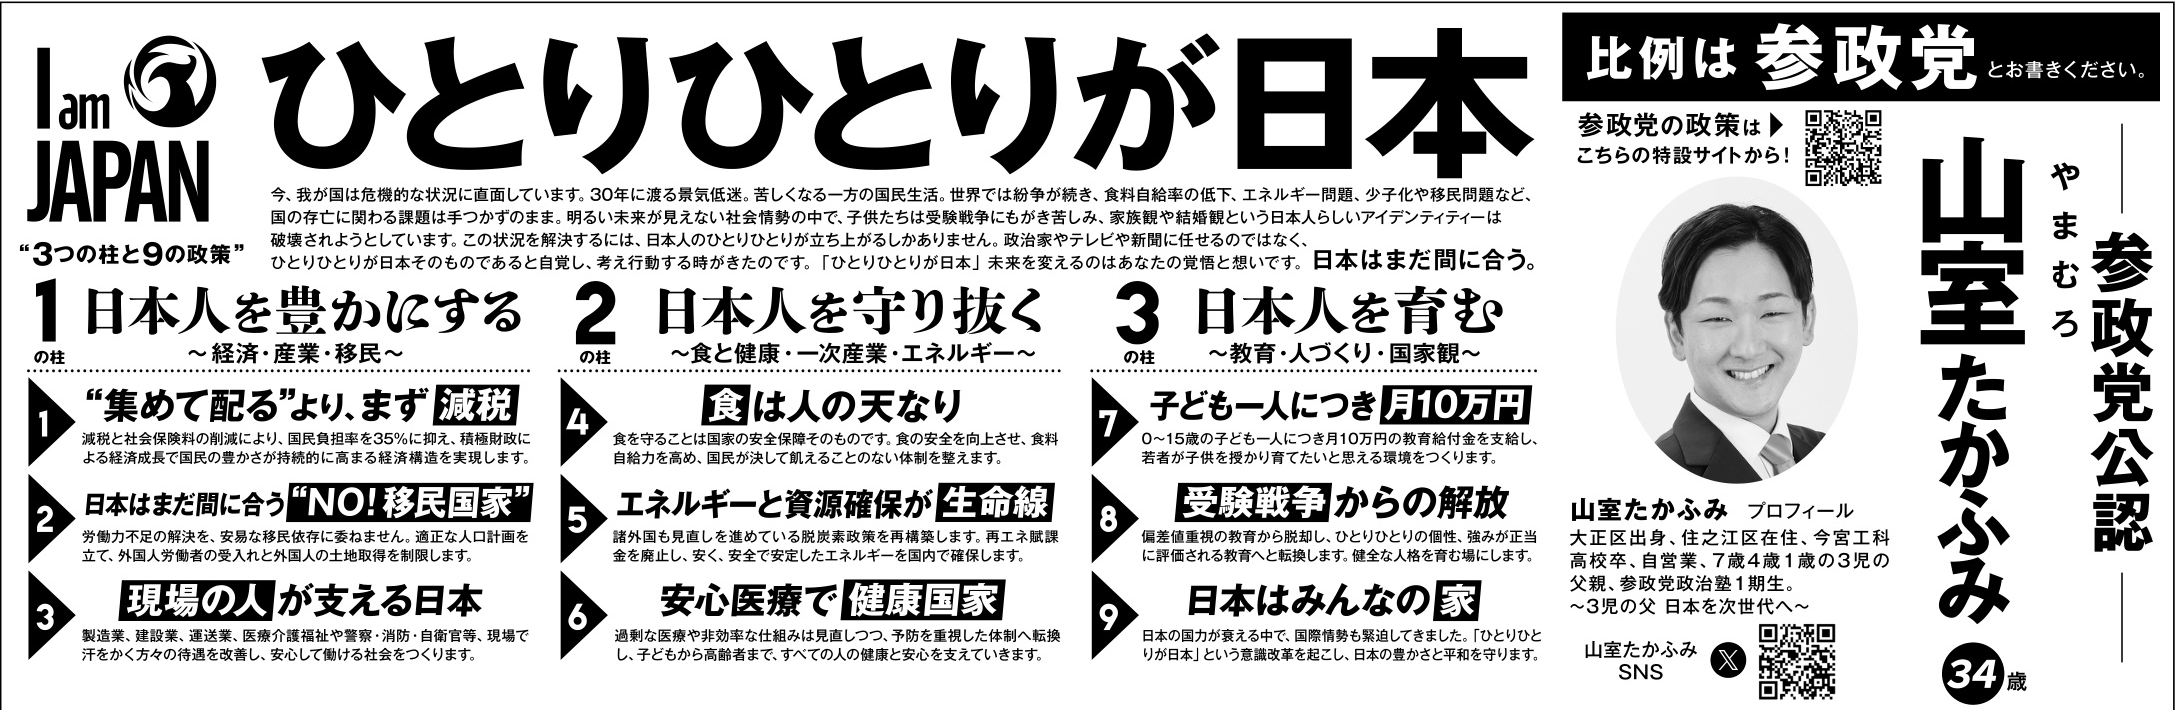 I am
JAPAN
“3つの柱と9の政策”
ひとりひとりが日本
今、我が国は危機的な状況に直面しています。30年に渡る景気低迷。苦しくなる一方の国民生活。世界では紛争が続き、食料自給率の低下、エネルギー問題、少子化や移民問題など、
国の存亡に関わる課題は手つかずのまま。明るい未来が見えない社会情勢の中で、子供たちは受験戦争にもがき苦しみ、家族観や結婚観という日本人らしいアイデンティティーは
破壊されようとしています。この状況を解決するには、日本人のひとりひとりが立ち上がるしかありません。政治家やテレビや新聞に任せるのではなく、
ひとりひとりが日本そのものであると自覚し、考え行動する時がきたのです。「ひとりひとりが日本」未来を変えるのはあなたの覚悟と想いです。日本はまだ間に合う。
1の柱 日本人を豊かにする
〜経済・産業・移民〜
1 “集めて配る”より、まず 減税
減税と社会保険料の削減により、国民負担率を35%に抑え、積極財政に
よる経済成長で国民の豊かさが持続的に高まる経済構造を実現します。
2 日本はまだ間に合う “NO!移民国家”
労働力不足の解決を、安易な移民依存に委ねません。適正な人口計画を
立て、外国人労働者の受入れと外国人の土地取得を制限します。
3 現場の人が支える日本
製造業、建設業、運送業、医療介護福祉や警察・消防・自衛官等、現場で
汗をかく方々の待遇を改善し、安心して働ける社会をつくります。
2の柱 日本人を守り抜く
〜食と健康・一次産業・エネルギー〜
4 食は人の天なり
食を守ることは国家の安全保障そのものです。食の安全を向上させ、食料
自給力を高め、国民が決して飢えることのない体制を整えます。
5 エネルギーと資源確保が 生命線
諸外国も見直しを進めている脱炭素政策を再構築します。再エネ賦課
金を廃止し、安く、安全で安定したエネルギーを国内で確保します。
6 安心医療で 健康国家
過剰な医療や非効率な仕組みは見直しつつ、予防を重視した体制へ転換
し、子どもから高齢者まで、すべての人の健康と安心を支えていきます。
3の柱 日本人を育む
〜教育・人づくり・国家観〜
7 子ども一人につき 月10万円
0〜15歳の子ども一人につき月10万円の教育給付金を支給し、
若者が子供を授かり育てたいと思える環境をつくります。
8 受験戦争からの解放
偏差値重視の教育から脱却し、ひとりひとりの個性、強みが正当
に評価される教育へと転換します。健全な人格を育む場にします。
9 日本はみんなの 家
日本の国力が衰える中で、国際情勢も緊迫してきました。「ひとりひと
りが日本」という意識改革を起こし、日本の豊かさと平和を守ります。
比例は 参政党 とお書きください。
参政党の政策は
こちらの特設サイトから!
参政党公認
やまむろ
山室たかふみ
34歳
山室たかふみ プロフィール
大正区出身、住之江区在住、今宮工科
高校卒、自営業、7歳4歳1歳の3児の
父親、参政党政治塾1期生。
〜3児の父 日本を次世代へ〜
山室たかふみ
SNS
X